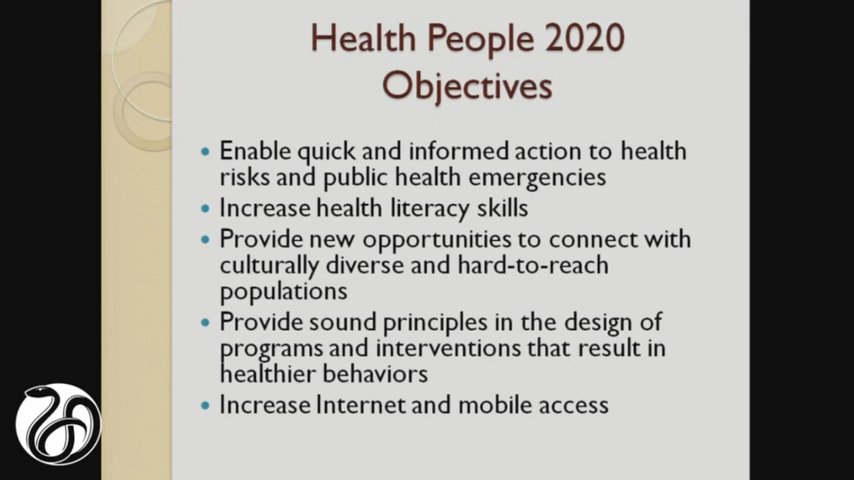 Health People 2020
Objectives
• Enable quick and informed action to health
risks and public health emergencies
• Increase health literacy skills
• Provide new opportunities to connect with
culturally diverse and hard-to-reach
populations
• Provide sound principles in the design of
programs and interventions that result in
healthier behaviors
• Increase Internet and mobile access